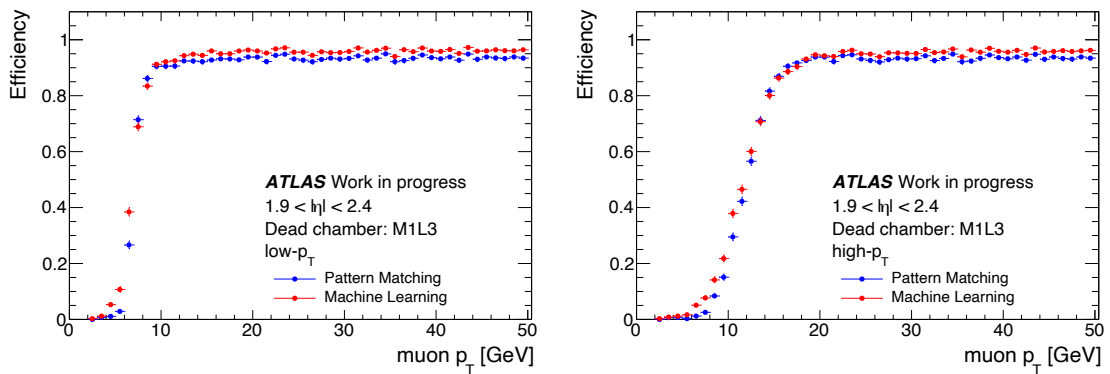 Efficiency
1
0.8
0.6
0.4
0.2
0
ATLAS Work in progress
1.9 < |η| < 2.4
Dead chamber: M1L3
low-p_T
Pattern Matching
Machine Learning
0 10 20 30 40 50
muon p_T [GeV]
Efficiency
1
0.8
0.6
0.4
0.2
0
ATLAS Work in progress
1.9 < |η| < 2.4
Dead chamber: M1L3
high-p_T
Pattern Matching
Machine Learning
0 10 20 30 40 50
muon p_T [GeV]